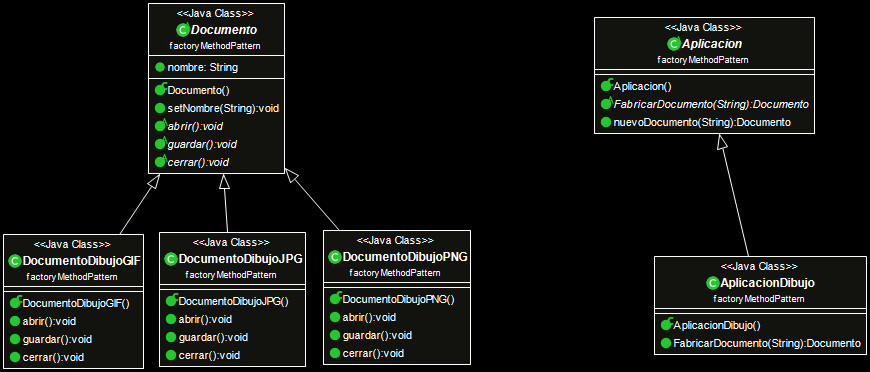 <<Java Class>>
Documento
factoryMethodPattern
nombre: String
Documento()
setNombre(String):void
abrir():void
guardar():void
cerrar():void
<<Java Class>>
Aplicacion
factoryMethodPattern
Aplicacion()
FabricarDocumento(String):Documento
nuevoDocumento(String):Documento
<<Java Class>>
DocumentoDibujoGIF
factoryMethodPattern
DocumentoDibujoGIF()
abrir():void
guardar():void
cerrar():void
<<Java Class>>
DocumentoDibujoJPG
factoryMethodPattern
DocumentoDibujoJPG()
abrir():void
guardar():void
cerrar():void
<<Java Class>>
DocumentoDibujoPNG
factoryMethodPattern
DocumentoDibujoPNG()
abrir():void
guardar():void
cerrar():void
<<Java Class>>
AplicacionDibujo
factoryMethodPattern
AplicacionDibujo()
FabricarDocumento(String):Documento